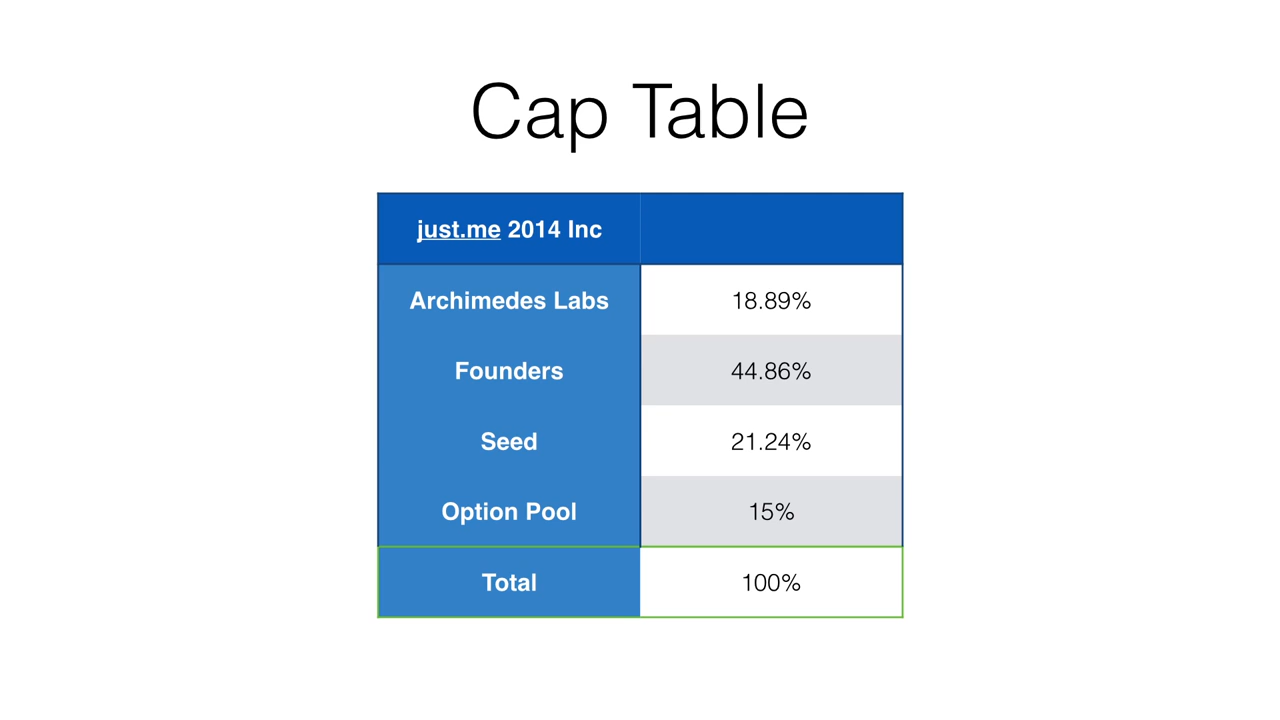 Cap Table
just.me 2014 Inc
Archimedes Labs 18.89%
Founders 44.86%
Seed 21.24%
Option Pool 15%
Total 100%